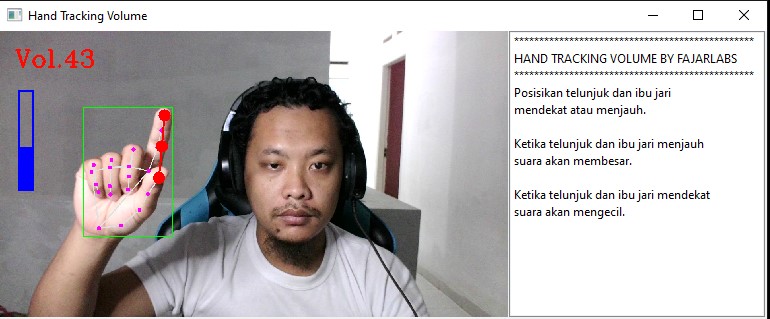 Hand Tracking Volume
Vol.43
****************************************************
HAND TRACKING VOLUME BY FAJARLABS
****************************************************
Posisikan telunjuk dan ibu jari
mendekat atau menjauh.
Ketika telunjuk dan ibu jari menjauh
suara akan membesar.
Ketika telunjuk dan ibu jari mendekat
suara akan mengecil.